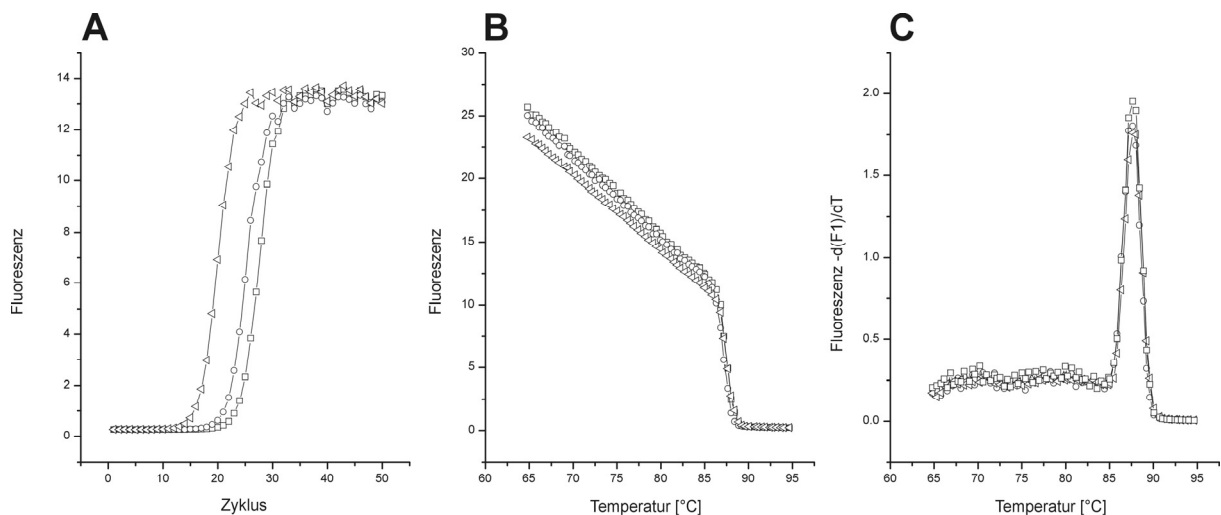 A
Fluoreszenz
14
12
10
8
6
4
2
0
0 10 20 30 40 50
Zyklus
B
Fluoreszenz
30
25
20
15
10
5
0
60 65 70 75 80 85 90 95
Temperatur [°C]
C
Fluoreszenz -d(F1)/dT
2.0
1.5
1.0
0.5
0.0
60 65 70 75 80 85 90 95
Temperatur [°C]